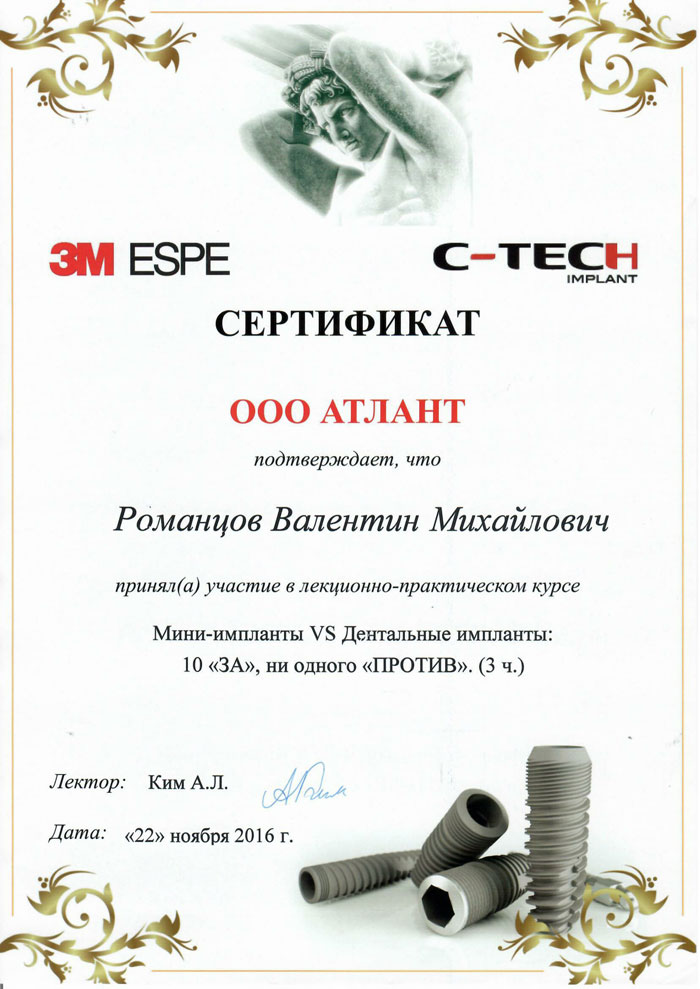 3M ESPE
C-TECH
IMPLANT
СЕРТИФИКАТ
ООО АТЛАНТ
подтверждает, что
Романцов Валентин Михайлович
принял(а) участие в лекционно-практическом курсе
Мини-импланты VS Дентальные импланты:
10 «ЗА», ни одного «ПРОТИВ». (3 ч.)
Лектор: Ким А.Л.
АКим
Дата: «22» ноября 2016 г.